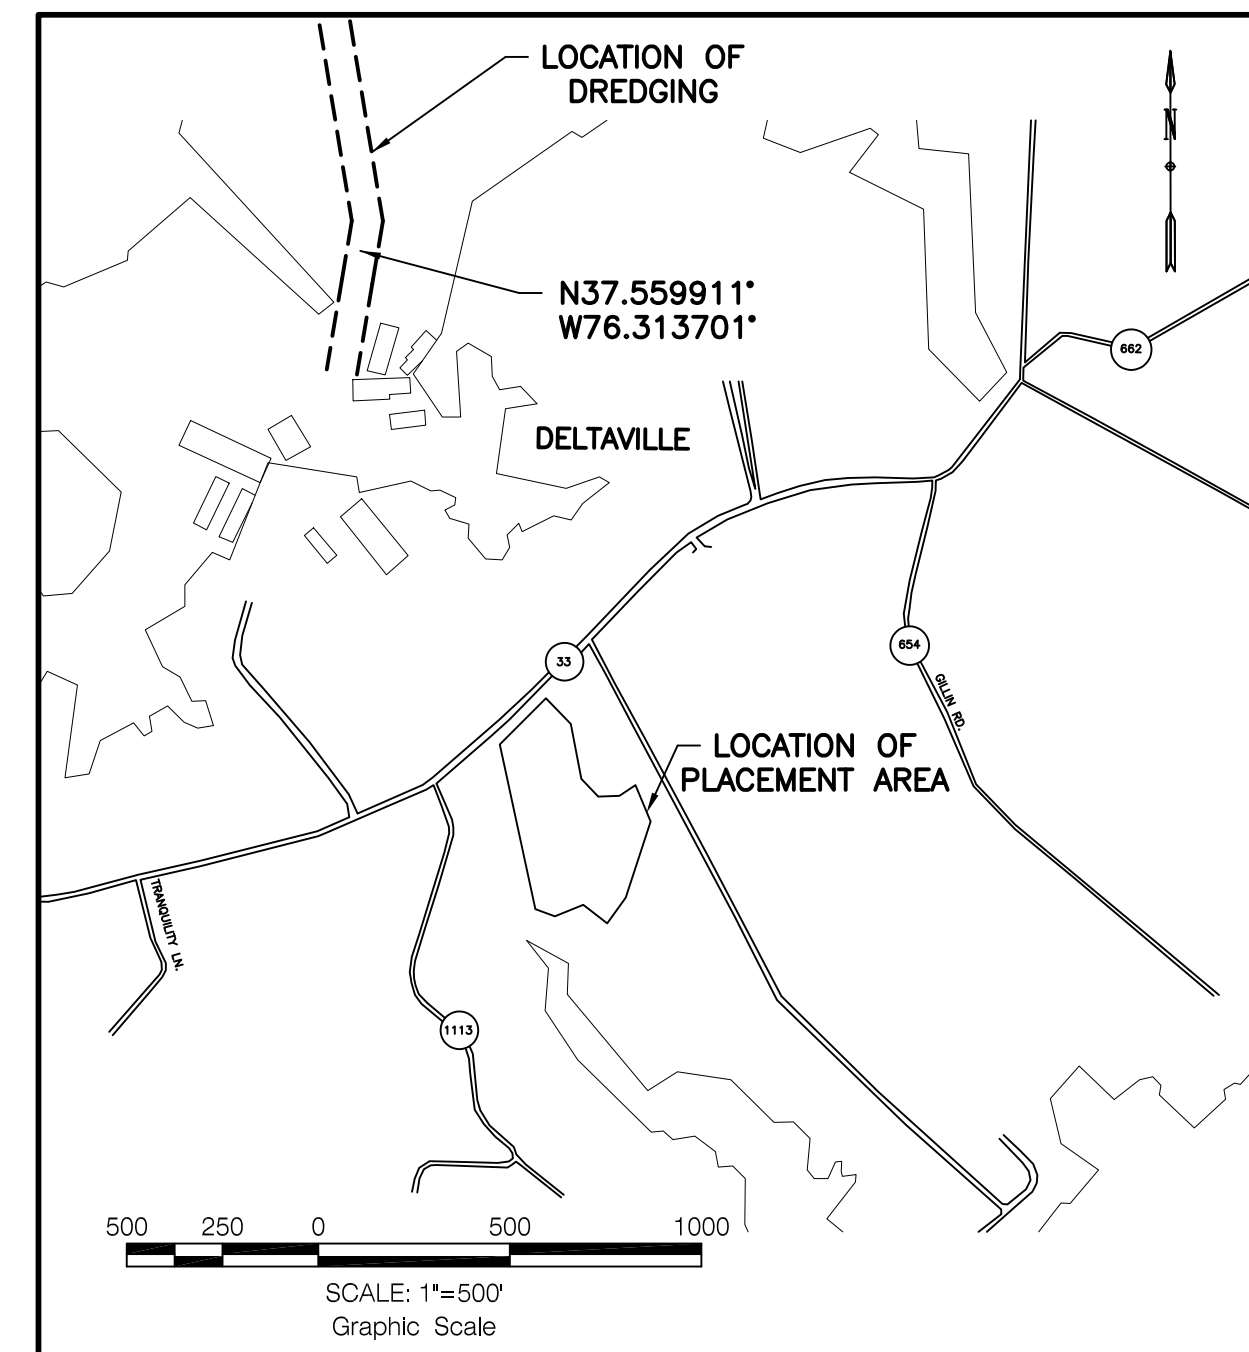 LOCATION OF
DREDGING
N
N37.559911°
W76.313701°
662
DELTAVILLE
33
654
GILLIN RD.
LOCATION OF
PLACEMENT AREA
TRANQUILITY LN.
1113
500 250 0 500 1000
SCALE: 1"=500'
Graphic Scale